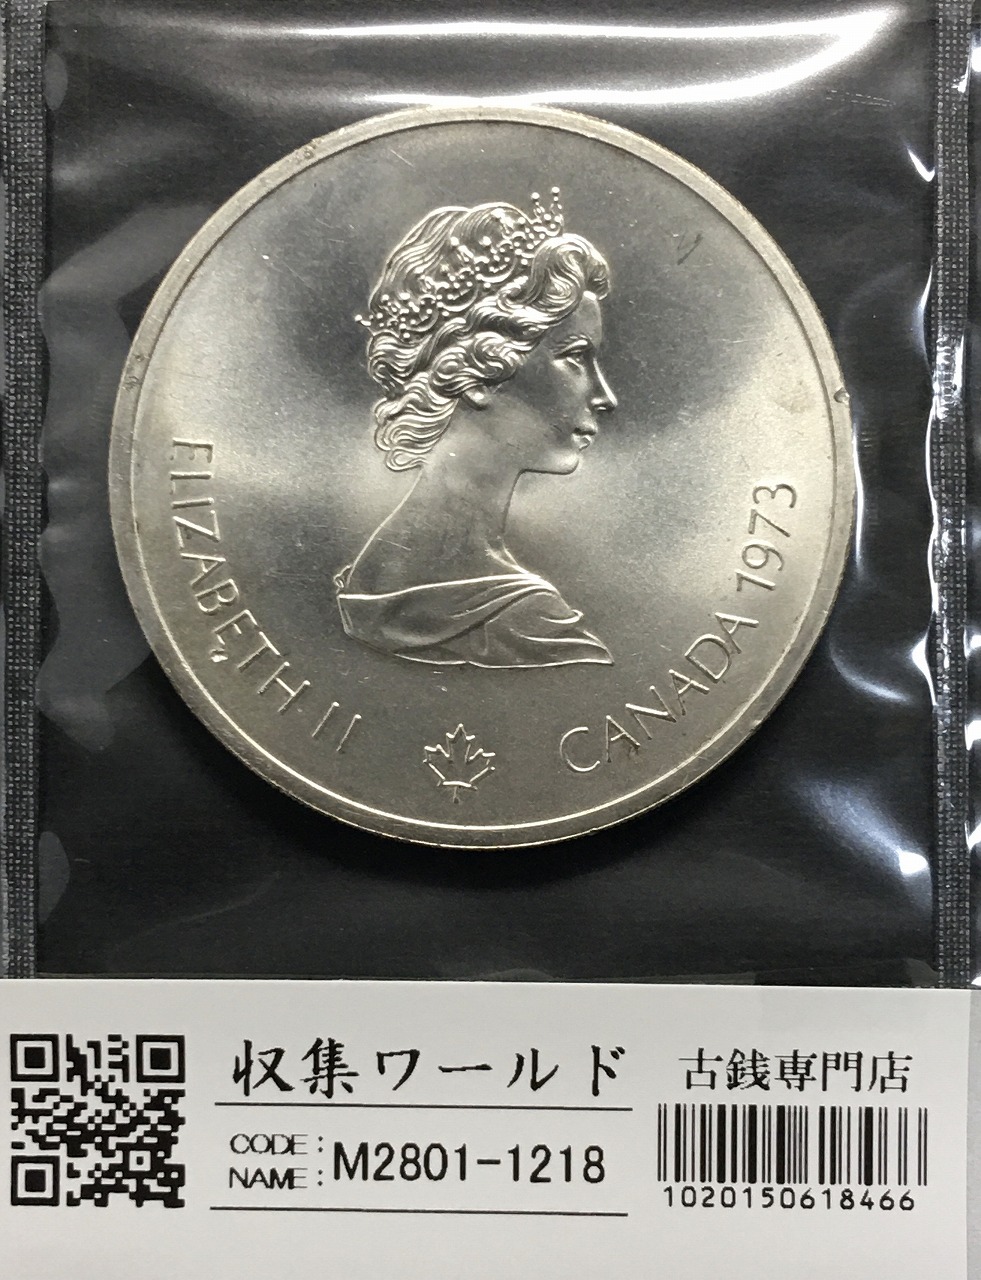 ELIZABETH II
CANADA 1973
収集ワールド
古銭専門店
CODE:
NAME: M2801-1218
1020150618466